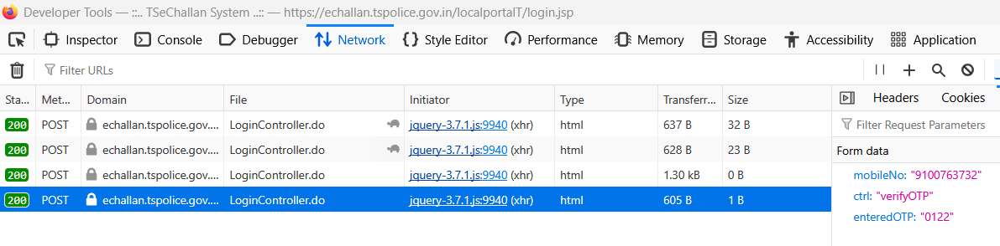 Developer Tools — ::.. TSeChallan System ..:: — https://echallan.tspolice.gov.in/localportalT/login.jsp
Inspector Console Debugger Network Style Editor Performance Memory Storage Accessibility Application
Filter URLs
Sta... Met... Domain File Initiator Type Transferr... Size Headers Cookies
200 POST echallan.tspolice.gov.... LoginController.do jquery-3.7.1.js:9940 (xhr) html 637 B 32 B Filter Request Parameters
200 POST echallan.tspolice.gov.... LoginController.do jquery-3.7.1.js:9940 (xhr) html 628 B 23 B Form data
200 POST echallan.tspolice.gov.... LoginController.do jquery-3.7.1.js:9940 (xhr) html 1.30 kB 0 B mobileNo: "9100763732"
200 POST echallan.tspolice.gov.... LoginController.do jquery-3.7.1.js:9940 (xhr) html 605 B 1 B ctrl: "verifyOTP"
enteredOTP: "0122"